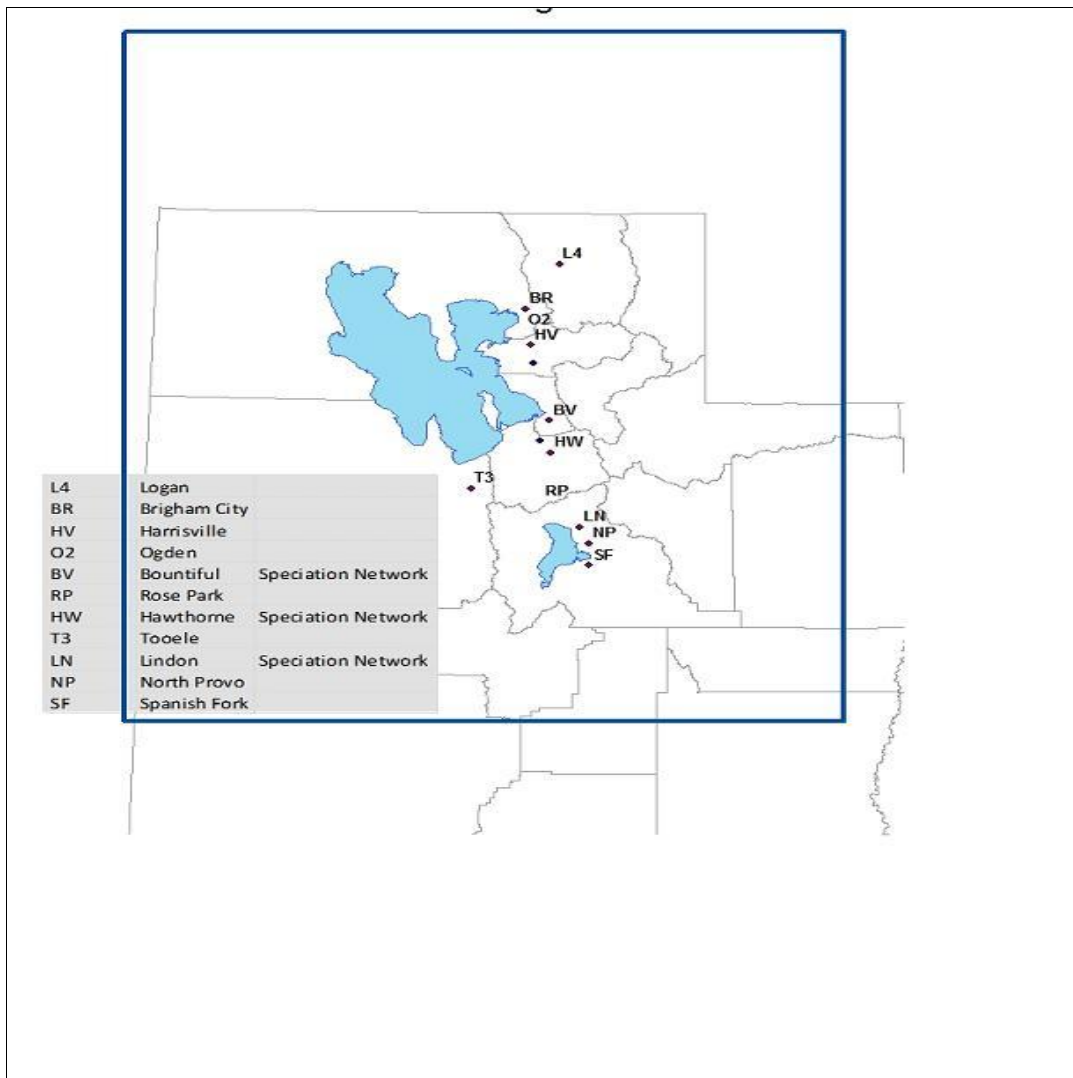 L4
BR
O2
HV
BV
HW
T3
RP
LN
NP
SF
L4 Logan
BR Brigham City
HV Harrisville
O2 Ogden
BV Bountiful Speciation Network
RP Rose Park
HW Hawthorne Speciation Network
T3 Tooele
LN Lindon Speciation Network
NP North Provo
SF Spanish Fork